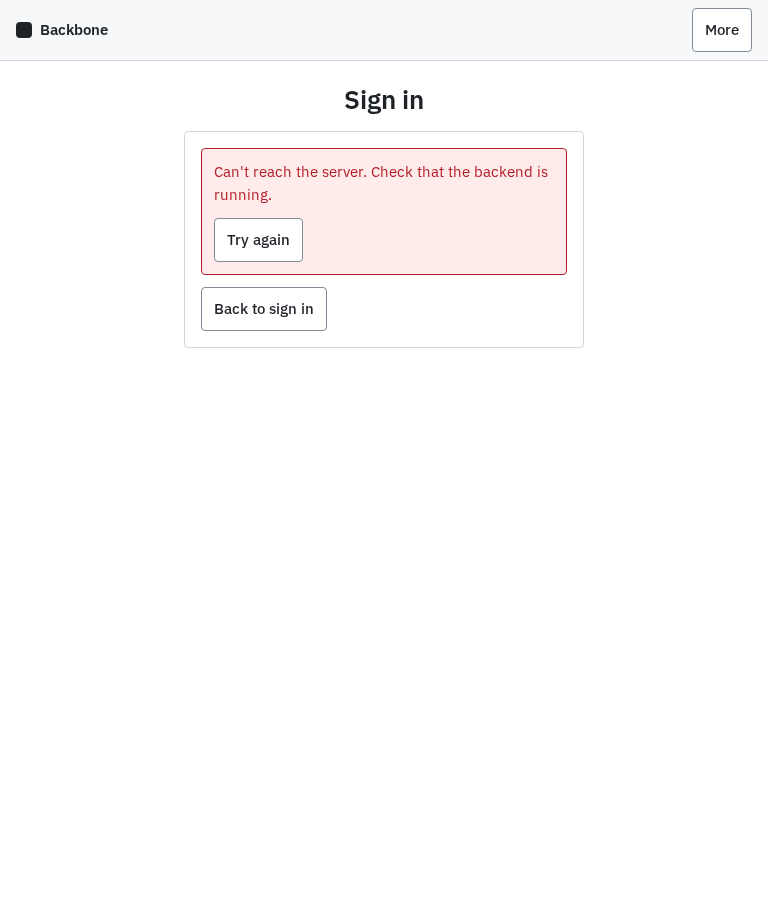 Backbone
More
Sign in
Can't reach the server. Check that the backend is
running.
Try again
Back to sign in